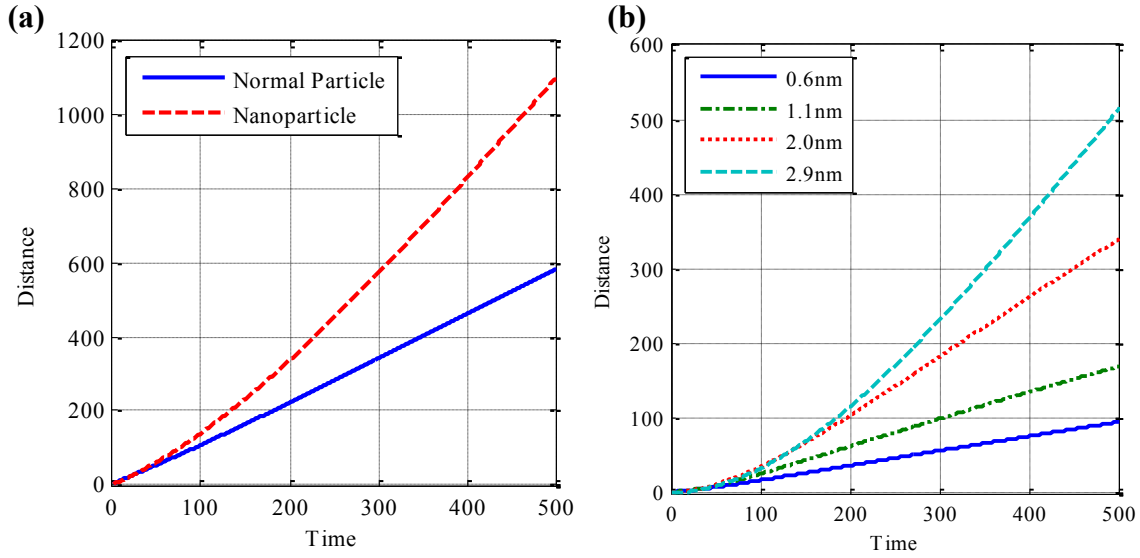 (a)
1200
1000
800
600
400
200
0
0 100 200 300 400 500
Distance
Time
Normal Particle
Nanoparticle
(b)
600
500
400
300
200
100
0
0 100 200 300 400 500
Distance
Time
0.6nm
1.1nm
2.0nm
2.9nm